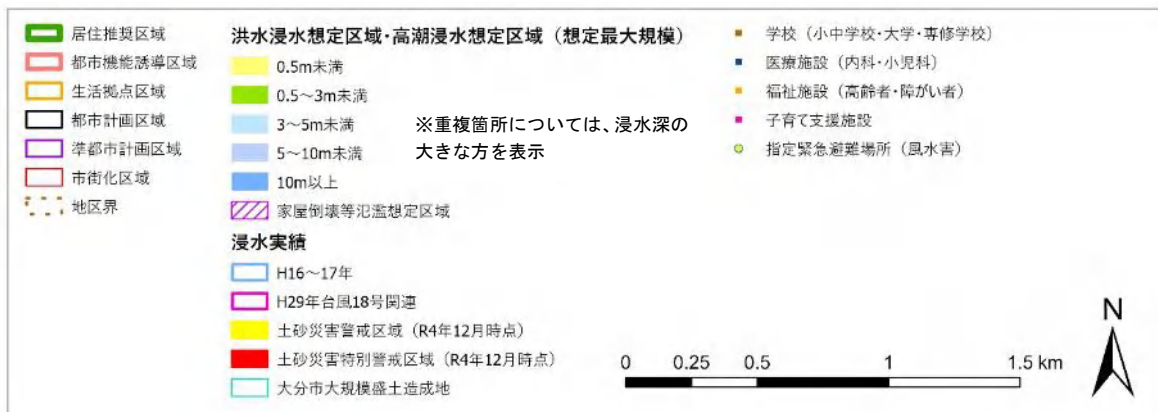 居住推奨区域
都市機能誘導区域
生活拠点区域
都市計画区域
準都市計画区域
市街化区域
地区界
洪水浸水想定区域・高潮浸水想定区域（想定最大規模）
0.5m未満
0.5～3m未満
3～5m未満
5～10m未満
10m以上
家屋倒壊等氾濫想定区域
※重複箇所については、浸水深の
大きな方を表示
浸水実績
H16～17年
H29年台風18号関連
土砂災害警戒区域（R4年12月時点）
土砂災害特別警戒区域（R4年12月時点）
大分市大規模盛土造成地
学校（小中学校・大学・専修学校）
医療施設（内科・小児科）
福祉施設（高齢者・障がい者）
子育て支援施設
指定緊急避難場所（風水害）
0 0.25 0.5 1 1.5 km
N